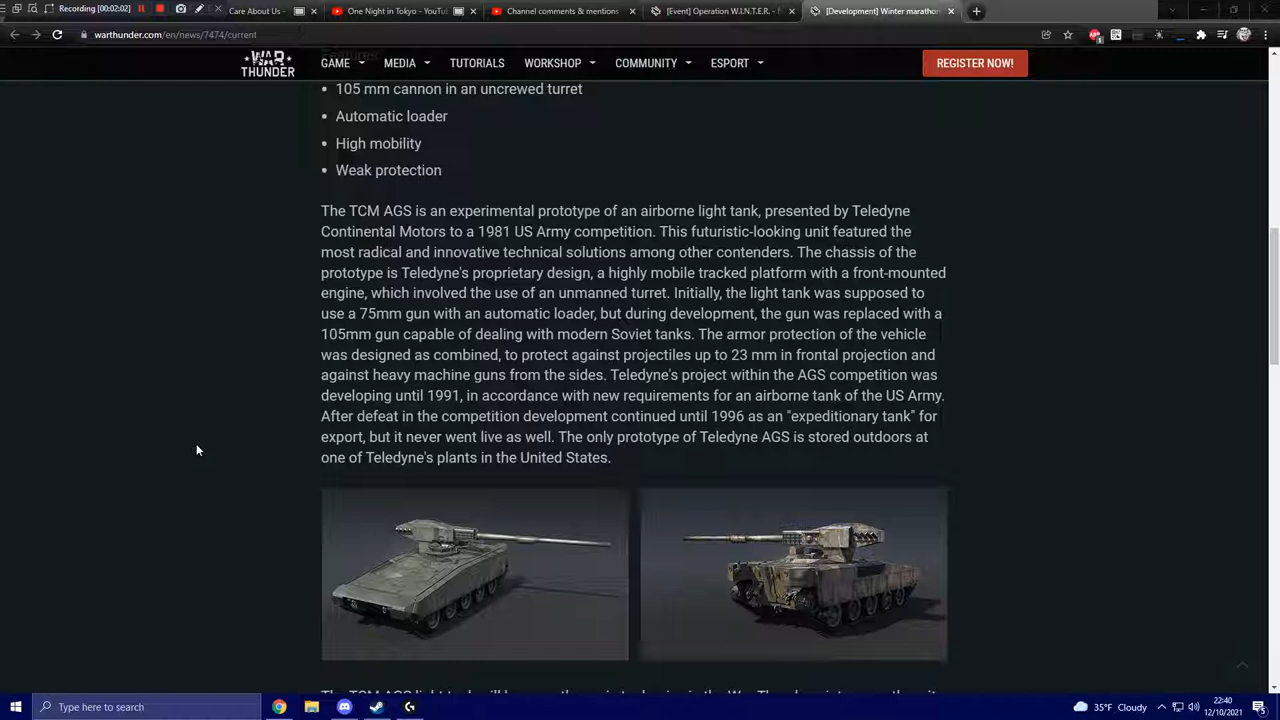 Recording [00:00:02]
Care About Us -
One Night in Tokyo - YouTub
Channel comments & mentions
[Event] Operation W.I.N.T.E.R. -
[Development] Winter marathon
warthunder.com/en/news/7474/current
WAR THUNDER
GAME
MEDIA
TUTORIALS
WORKSHOP
COMMUNITY
ESPORT
REGISTER NOW!
Features:
• 105 mm cannon in an uncrewed turret
• Automatic loader
• High mobility
• Weak protection
The TCM AGS is an experimental prototype of an airborne light tank, presented by Teledyne
Continental Motors to a 1981 US Army competition. This futuristic-looking unit featured the
most radical and innovative technical solutions among other contenders. The chassis of the
prototype is Teledyne's proprietary design, a highly mobile tracked platform with a front-mounted
engine, which involved the use of an unmanned turret. Initially, the light tank was supposed to
use a 75mm gun with an automatic loader, but during development, the gun was replaced with a
105mm gun capable of dealing with modern Soviet tanks. The armor protection of the vehicle
was designed as combined, to protect against projectiles up to 23 mm in frontal projection and
against heavy machine guns from the sides. Teledyne's project within the AGS competition was
developing until 1991, in accordance with new requirements for an airborne tank of the US Army.
After defeat in the competition development continued until 1996 as an "expeditionary tank" for
export, but it never went live as well. The only prototype of Teledyne AGS is stored outdoors at
one of Teledyne's plants in the United States.
Type here to search
35°F Cloudy
22:40
12/10/2021